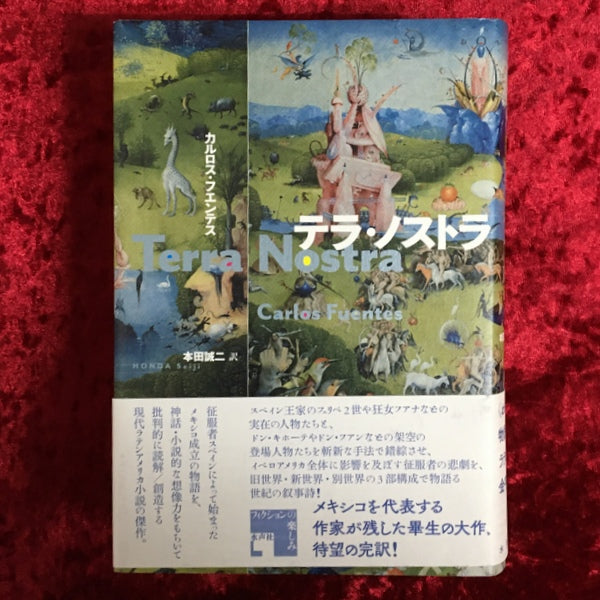 カルロス・フエンテス
テラ・ノストラ
Terra Nostra
Carlos Fuentes
本田誠二 訳
HONDA Seiji
スペイン王家のフェリペ2世や狂女フアナなどの
実在の人物たちと、
ドン・キホーテやドン・フアンなどの架空の
登場人物たちを斬新な手法で錯綜させ、
イベロアメリカ全体に影響を及ぼす征服者の悲劇を、
旧世界・新世界・別世界の3部構成で物語る
世紀の叙事詩!
メキシコを代表する
作家が残した畢生の大作、
待望の完訳!
フィクションの楽しみ
水声社
征服者スペインによって始まった
メキシコ成立の物語を、
神話・小説的な想像力をもちいて
批判的に読解/創造する
現代ラテンアメリカ小説の傑作。